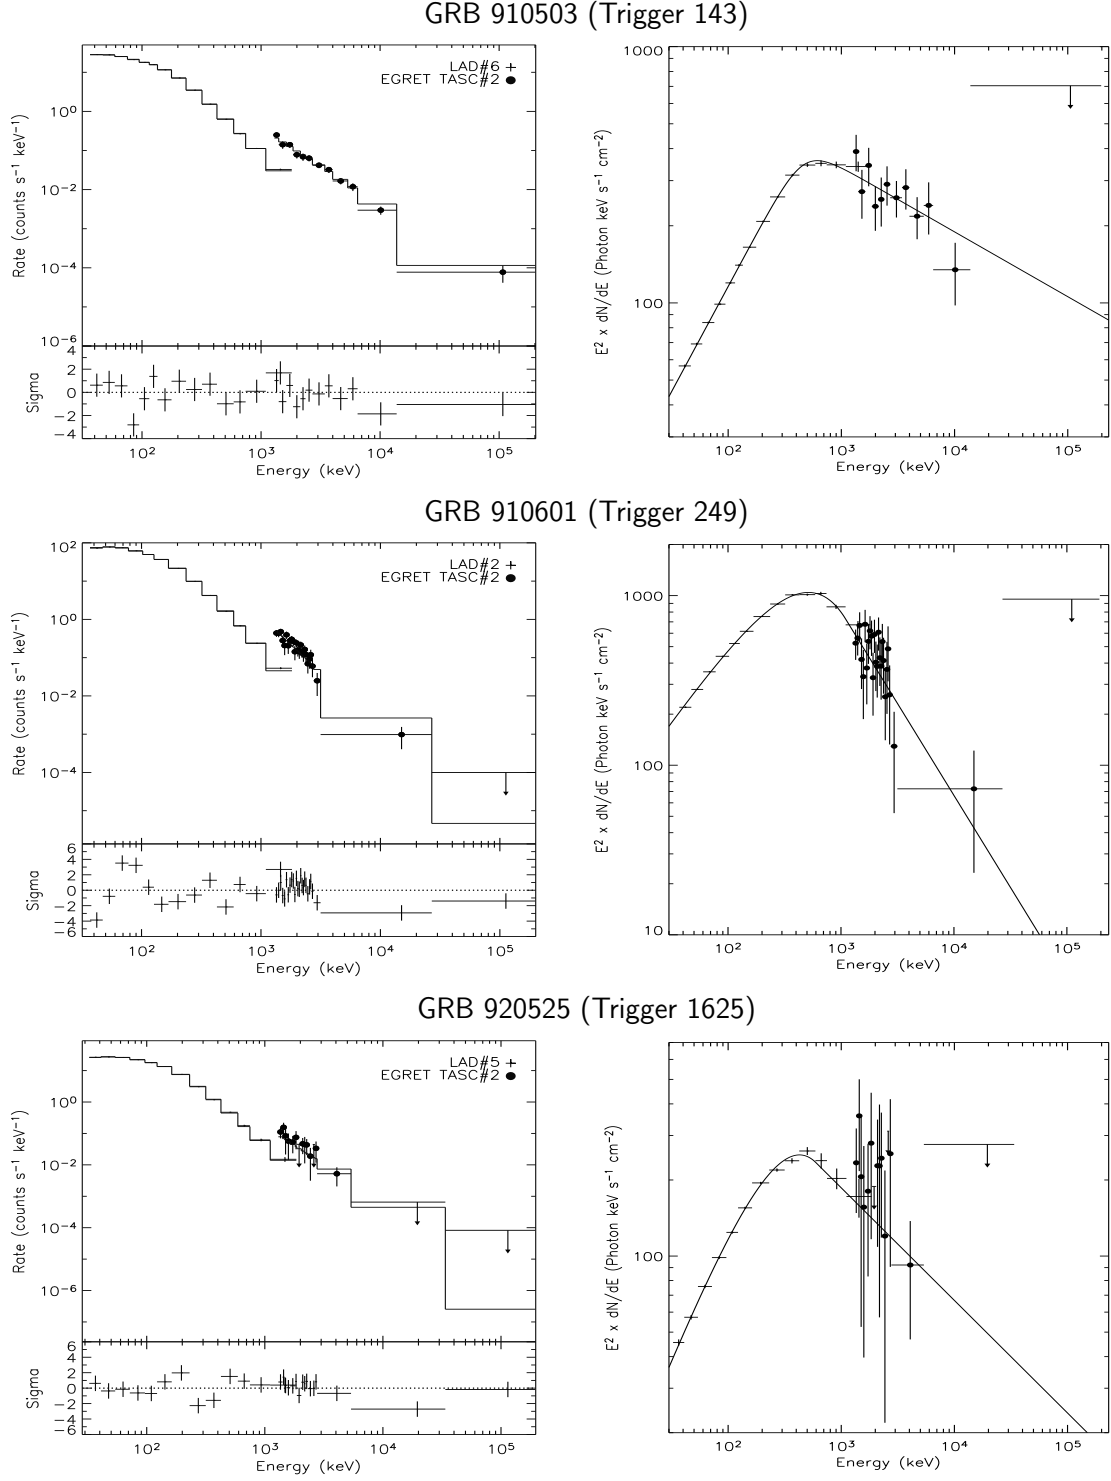 GRB 910503 (Trigger 143)
LAD#6 +
EGRET TASC#2 ●
Rate (counts s⁻¹ keV⁻¹)
10⁰
10⁻²
10⁻⁴
10⁻⁶
Sigma
4
2
0
−2
−4
10² 10³ 10⁴ 10⁵
Energy (keV)
E² x dN/dE (Photon keV s⁻¹ cm⁻²)
1000
100
10² 10³ 10⁴ 10⁵
Energy (keV)
GRB 910601 (Trigger 249)
LAD#2 +
EGRET TASC#2 ●
Rate (counts s⁻¹ keV⁻¹)
10²
10⁰
10⁻²
10⁻⁴
Sigma
6
4
2
0
−2
−4
−6
10² 10³ 10⁴ 10⁵
Energy (keV)
E² x dN/dE (Photon keV s⁻¹ cm⁻²)
1000
100
10
10² 10³ 10⁴ 10⁵
Energy (keV)
GRB 920525 (Trigger 1625)
LAD#5 +
EGRET TASC#2 ●
Rate (counts s⁻¹ keV⁻¹)
10⁰
10⁻²
10⁻⁴
10⁻⁶
Sigma
6
4
2
0
−2
−4
−6
10² 10³ 10⁴ 10⁵
Energy (keV)
E² x dN/dE (Photon keV s⁻¹ cm⁻²)
100
10² 10³ 10⁴ 10⁵
Energy (keV)